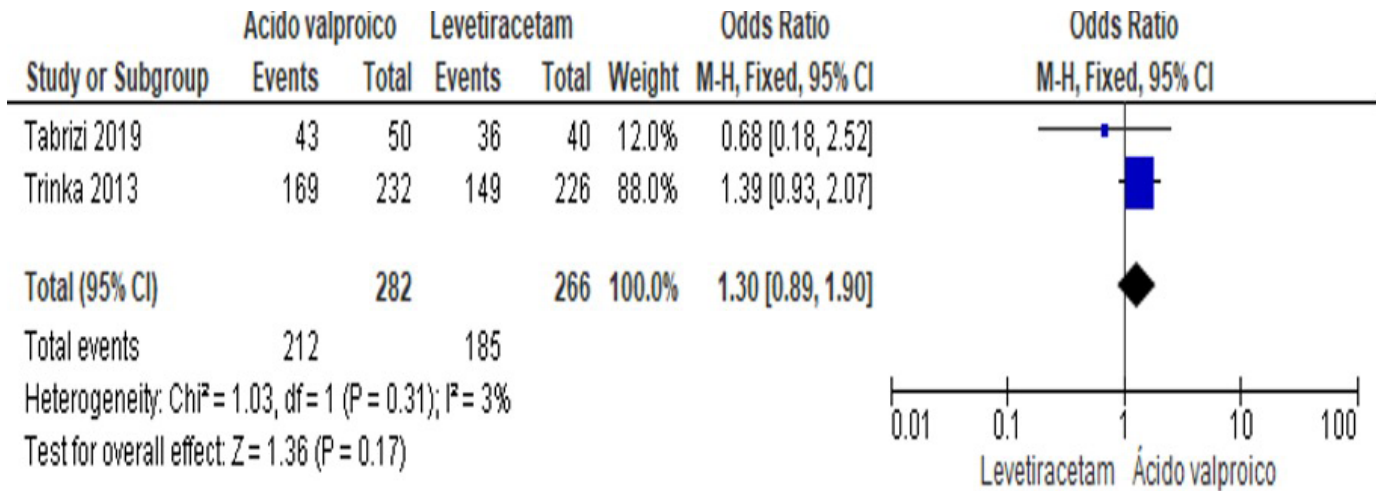 Ácido valproico Levetiracetam Odds Ratio Odds Ratio
Study or Subgroup Events Total Events Total Weight M-H, Fixed, 95% CI M-H, Fixed, 95% CI
Tabrizi 2019 43 50 36 40 12.0% 0.68 [0.18, 2.52]
Trinka 2013 169 232 149 226 88.0% 1.39 [0.93, 2.07]
Total (95% CI) 282 266 100.0% 1.30 [0.89, 1.90]
Total events 212 185
Heterogeneity: Chi² = 1.03, df = 1 (P = 0.31); I² = 3%
Test for overall effect: Z = 1.36 (P = 0.17)
0.01 0.1 1 10 100
Levetiracetam Ácido valproico